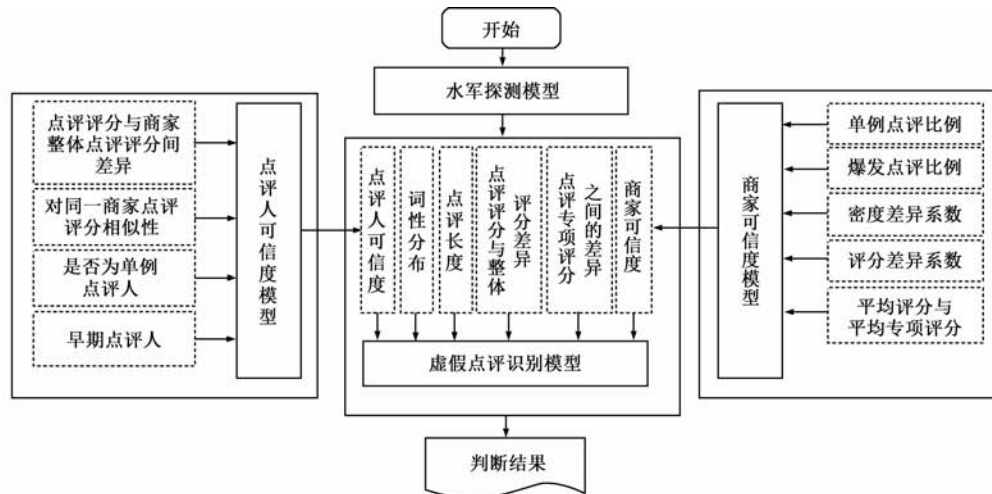 开始
水军探测模型
点评评分与商家
整体点评评分间
差异
对同一商家点评
评分相似性
是否为单例
点评人
早期点评人
点评人可信度模型
点评人可信度
词性分布
点评长度
点评评分与整体
评分差异
点评专项评分
之间的差异
商家可信度
虚假点评识别模型
商家可信度模型
单例点评比例
爆发点评比例
密度差异系数
评分差异系数
平均评分与
平均专项评分
判断结果